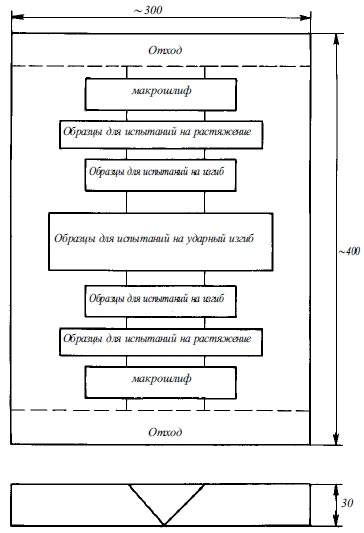 ~300
Отход
макрошлиф
Образцы для испытаний на растяжение
Образцы для испытаний на изгиб
Образцы для испытаний на ударный изгиб
~400
Образцы для испытаний на изгиб
Образцы для испытаний на растяжение
макрошлиф
Отход
30